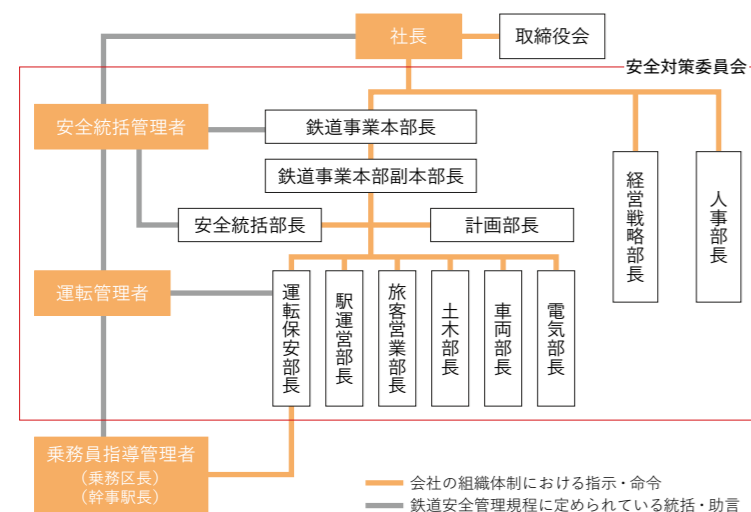 社長
取締役会
安全対策委員会
安全統括管理者
鉄道事業本部長
鉄道事業本部副本部長
安全統括部長
計画部長
経営戦略部長
人事部長
運転管理者
運転保安部長
駅運営部長
旅客営業部長
土木部長
車両部長
電気部長
乗務員指導管理者
（乗務区長）
（幹事駅長）
会社の組織体制における指示・命令
鉄道安全管理規程に定められている統括・助言